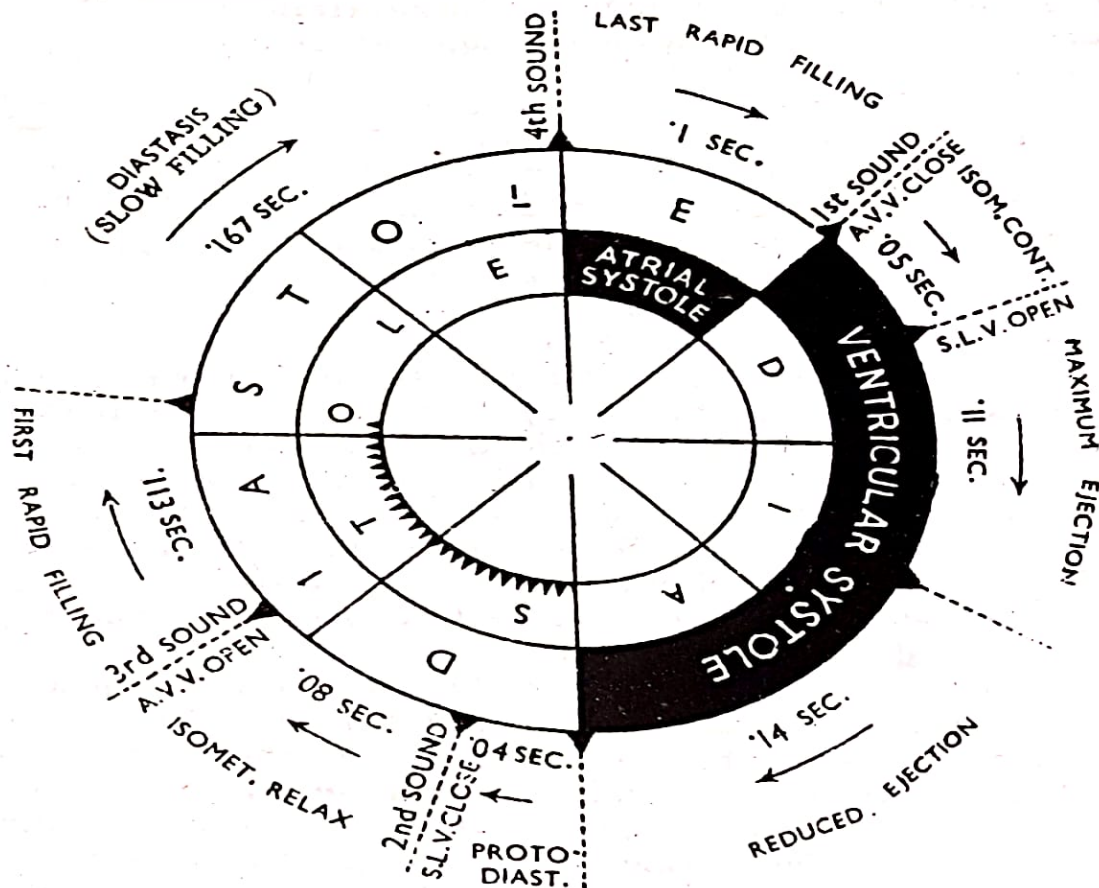 4th SOUND
LAST RAPID FILLING
.1 SEC.
1st SOUND
A.V.V. CLOSE
ISOM. CONT.
.05 SEC.
S.L.V. OPEN
MAXIMUM EJECTION
.11 SEC.
REDUCED. EJECTION
.14 SEC.
PROTO-
DIAST.
.04 SEC.
S.L.V. CLOSE
2nd SOUND
ISOMET. RELAX
.08 SEC.
A.V.V. OPEN
3rd SOUND
FIRST RAPID FILLING
.113 SEC.
DIASTASIS
(SLOW FILLING)
.167 SEC.
DIASTOLE
ATRIAL
SYSTOLE
VENTRICULAR SYSTOLE
DIASTOLE